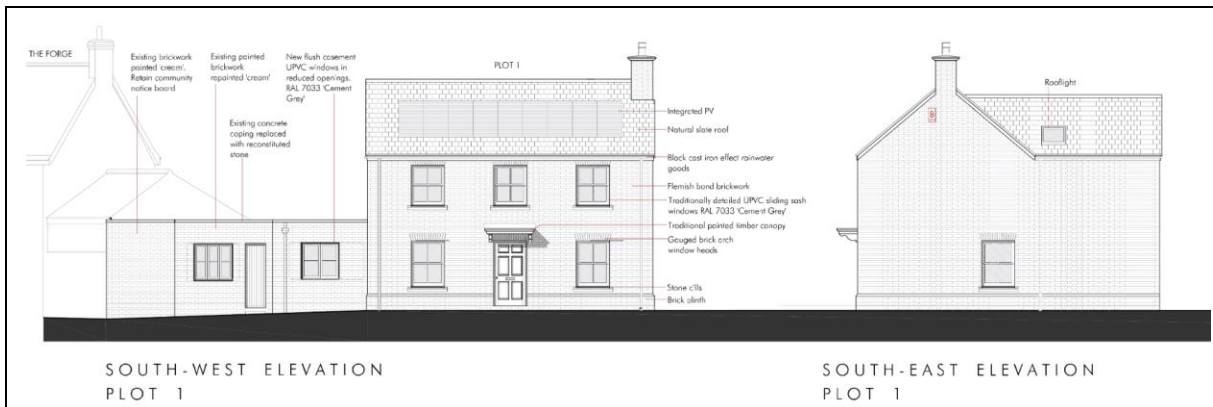 THE FORGE
Existing brickwork
painted 'cream'.
Retain community
notice board
Existing painted
brickwork
repainted 'cream'
New flush casement
UPVC windows in
reduced openings.
RAL 7033 'Cement
Grey'
Existing concrete
coping replaced
with reconstituted
stone
PLOT 1
Integrated PV
Natural slate roof
Black cast iron effect rainwater
goods
Flemish bond brickwork
Traditionally detailed UPVC sliding sash
windows RAL 7033 'Cement Grey'
Traditional painted timber canopy
Gauged brick arch
window heads
Stone cills
Brick plinth
Rooflight
SOUTH-WEST ELEVATION
PLOT 1
SOUTH-EAST ELEVATION
PLOT 1